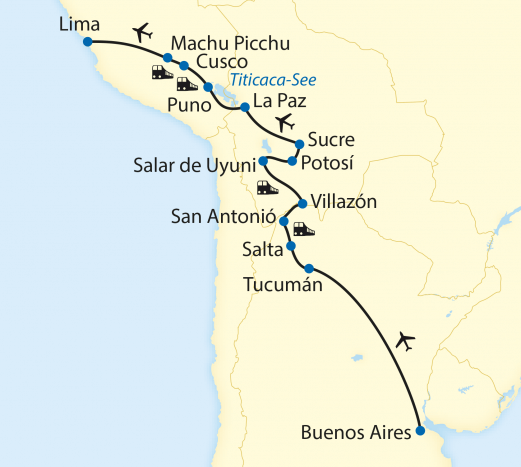 Lima
Machu Picchu
Cusco
Titicaca-See
Puno
La Paz
Sucre
Potosí
Salar de Uyuni
Villazón
San Antonió
Salta
Tucumán
Buenos Aires